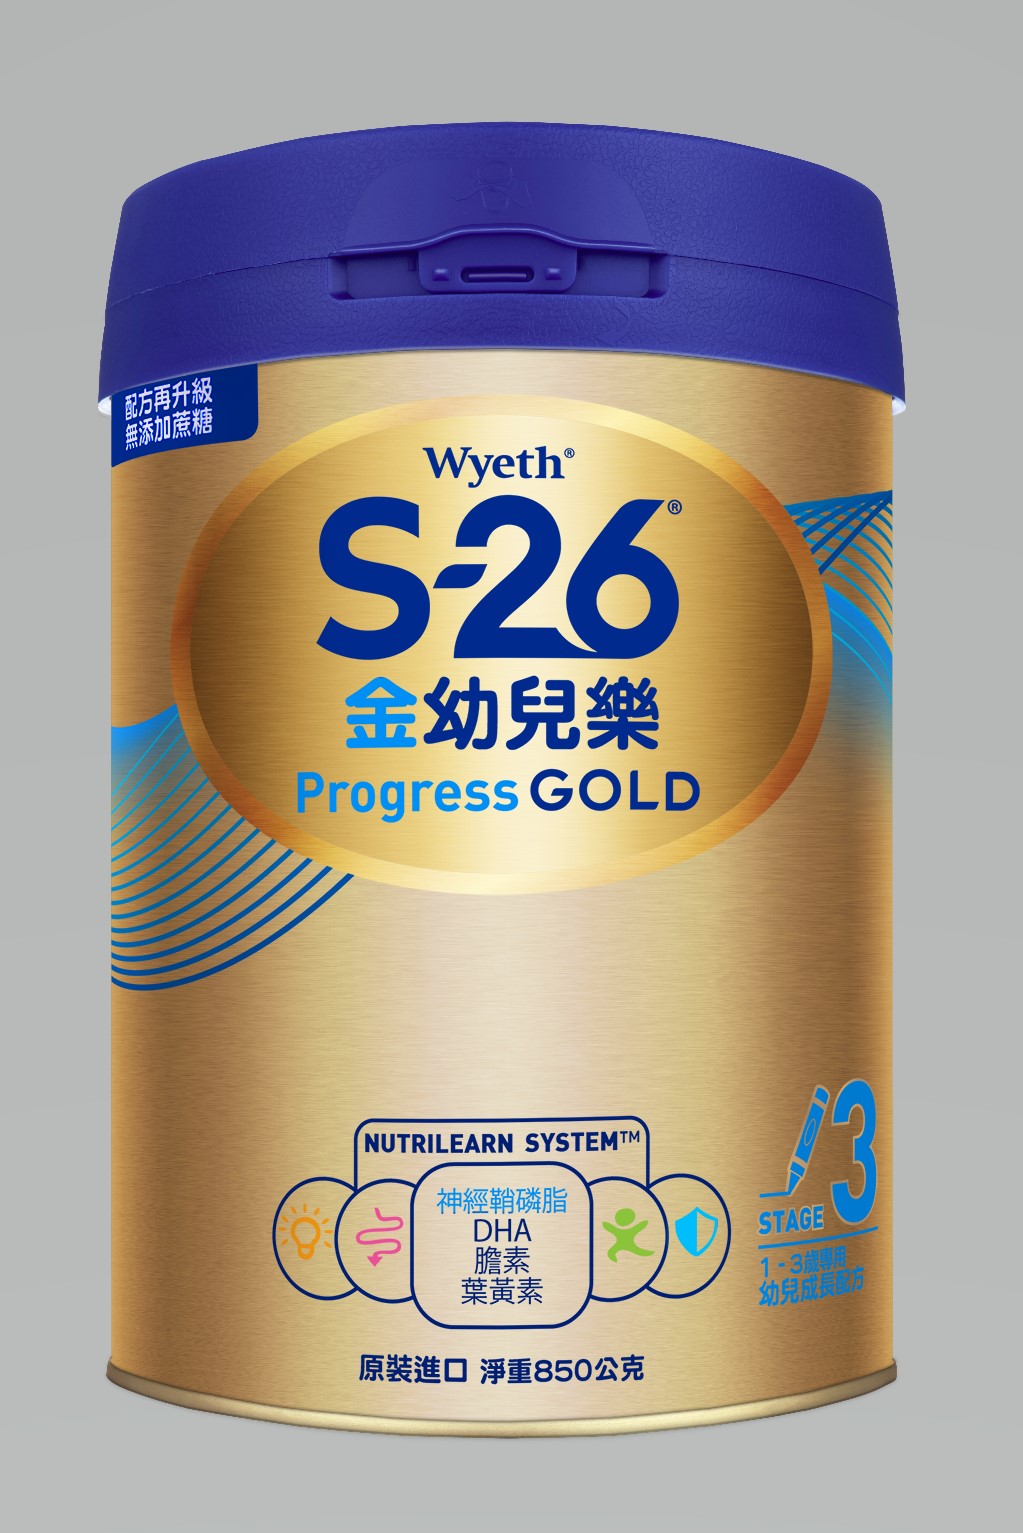 配方再升級
無添加蔗糖
Wyeth®
S-26®
金幼兒樂
Progress GOLD
NUTRILEARN SYSTEM™
神經鞘磷脂
DHA
膽素
葉黃素
3
STAGE
1-3歲專用
幼兒成長配方
原裝進口 淨重850公克